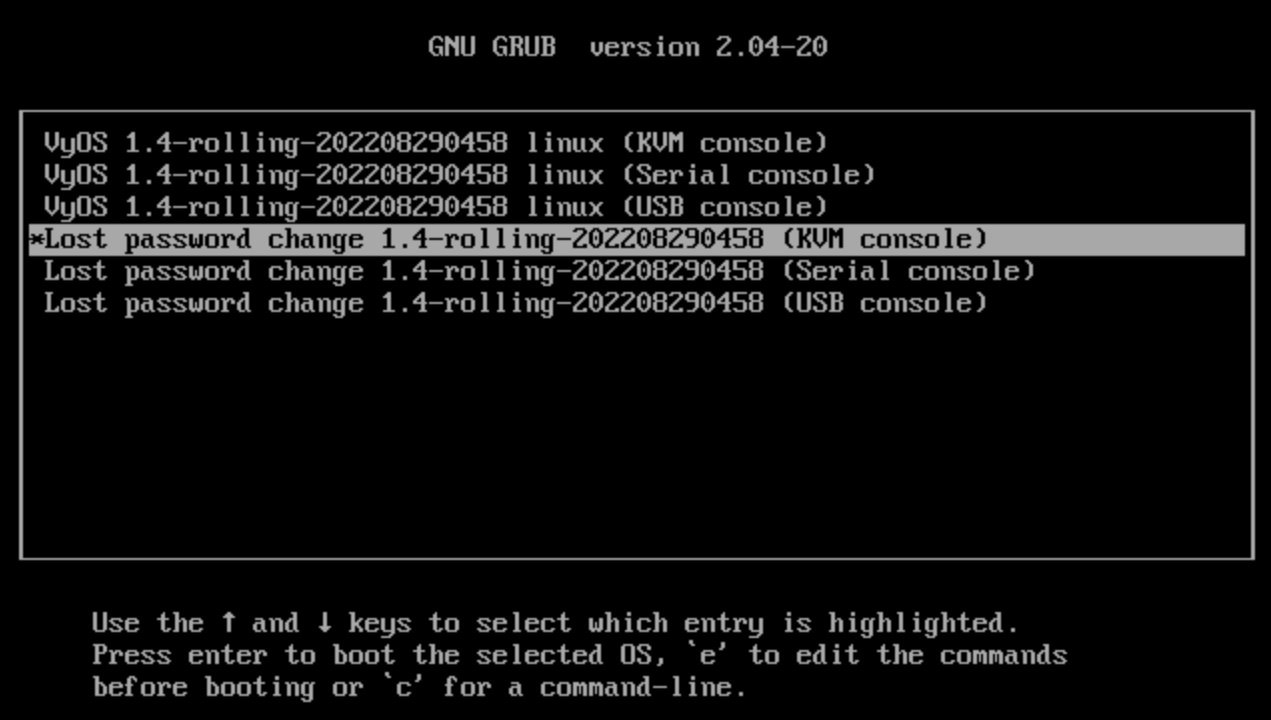 GNU GRUB  version 2.04-20
VyOS 1.4-rolling-202208290458 linux (KVM console)
VyOS 1.4-rolling-202208290458 linux (Serial console)
VyOS 1.4-rolling-202208290458 linux (USB console)
*Lost password change 1.4-rolling-202208290458 (KVM console)
Lost password change 1.4-rolling-202208290458 (Serial console)
Lost password change 1.4-rolling-202208290458 (USB console)
Use the ↑ and ↓ keys to select which entry is highlighted.
Press enter to boot the selected OS, `e' to edit the commands
before booting or `c' for a command-line.